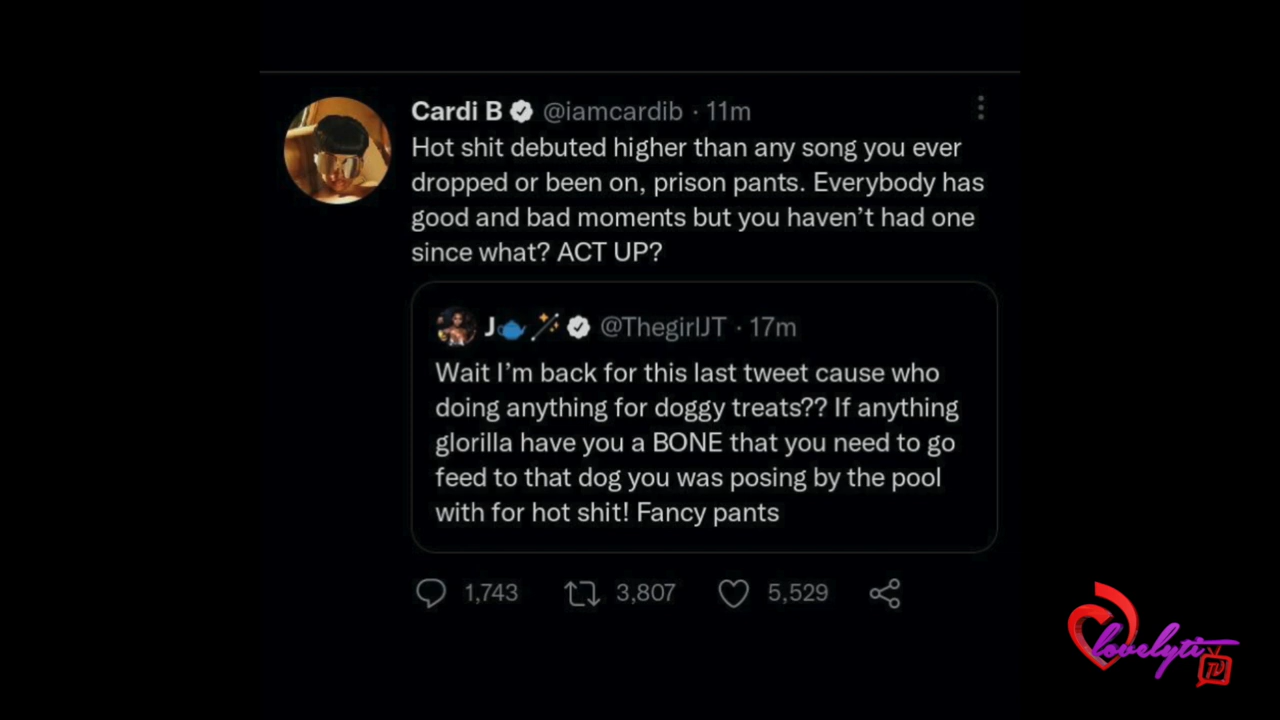 Cardi B @iamcardib · 11m
Hot shit debuted higher than any song you ever
dropped or been on, prison pants. Everybody has
good and bad moments but you haven’t had one
since what? ACT UP?
J @ThegirlJT · 17m
Wait I’m back for this last tweet cause who
doing anything for doggy treats?? If anything
glorilla have you a BONE that you need to go
feed to that dog you was posing by the pool
with for hot shit! Fancy pants
1,743 3,807 5,529
lovelyti
TV